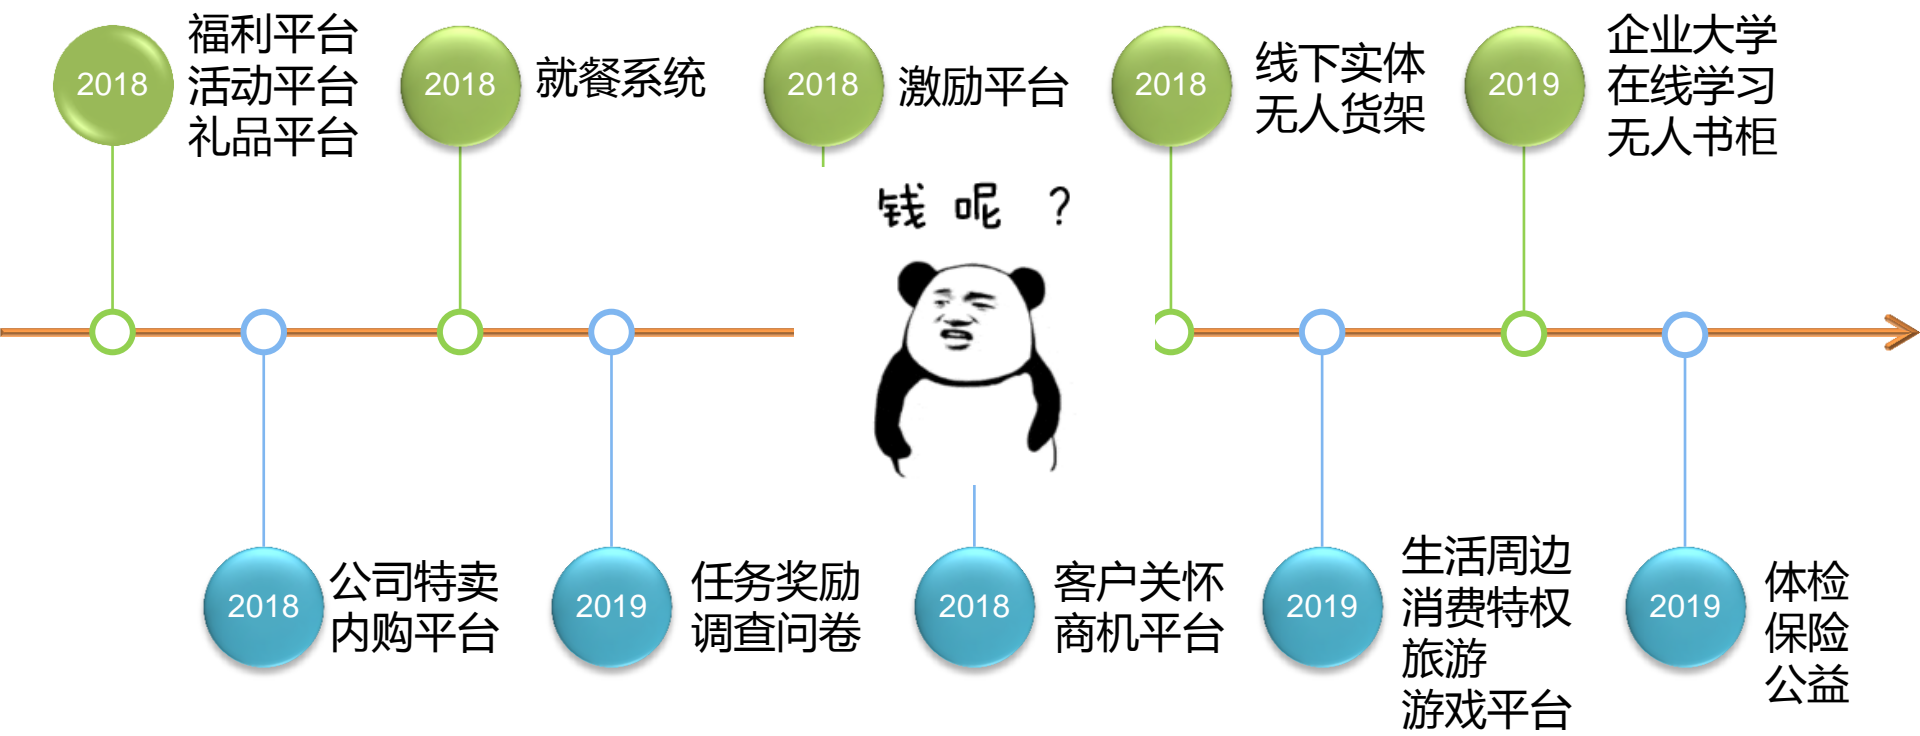 2018
福利平台
活动平台
礼品平台
2018
就餐系统
2018
激励平台
2018
线下实体
无人货架
2019
企业大学
在线学习
无人书柜
钱呢？
2018
公司特卖
内购平台
2019
任务奖励
调查问卷
2018
客户关怀
商机平台
2019
生活周边
消费特权
旅游
游戏平台
2019
体检
保险
公益